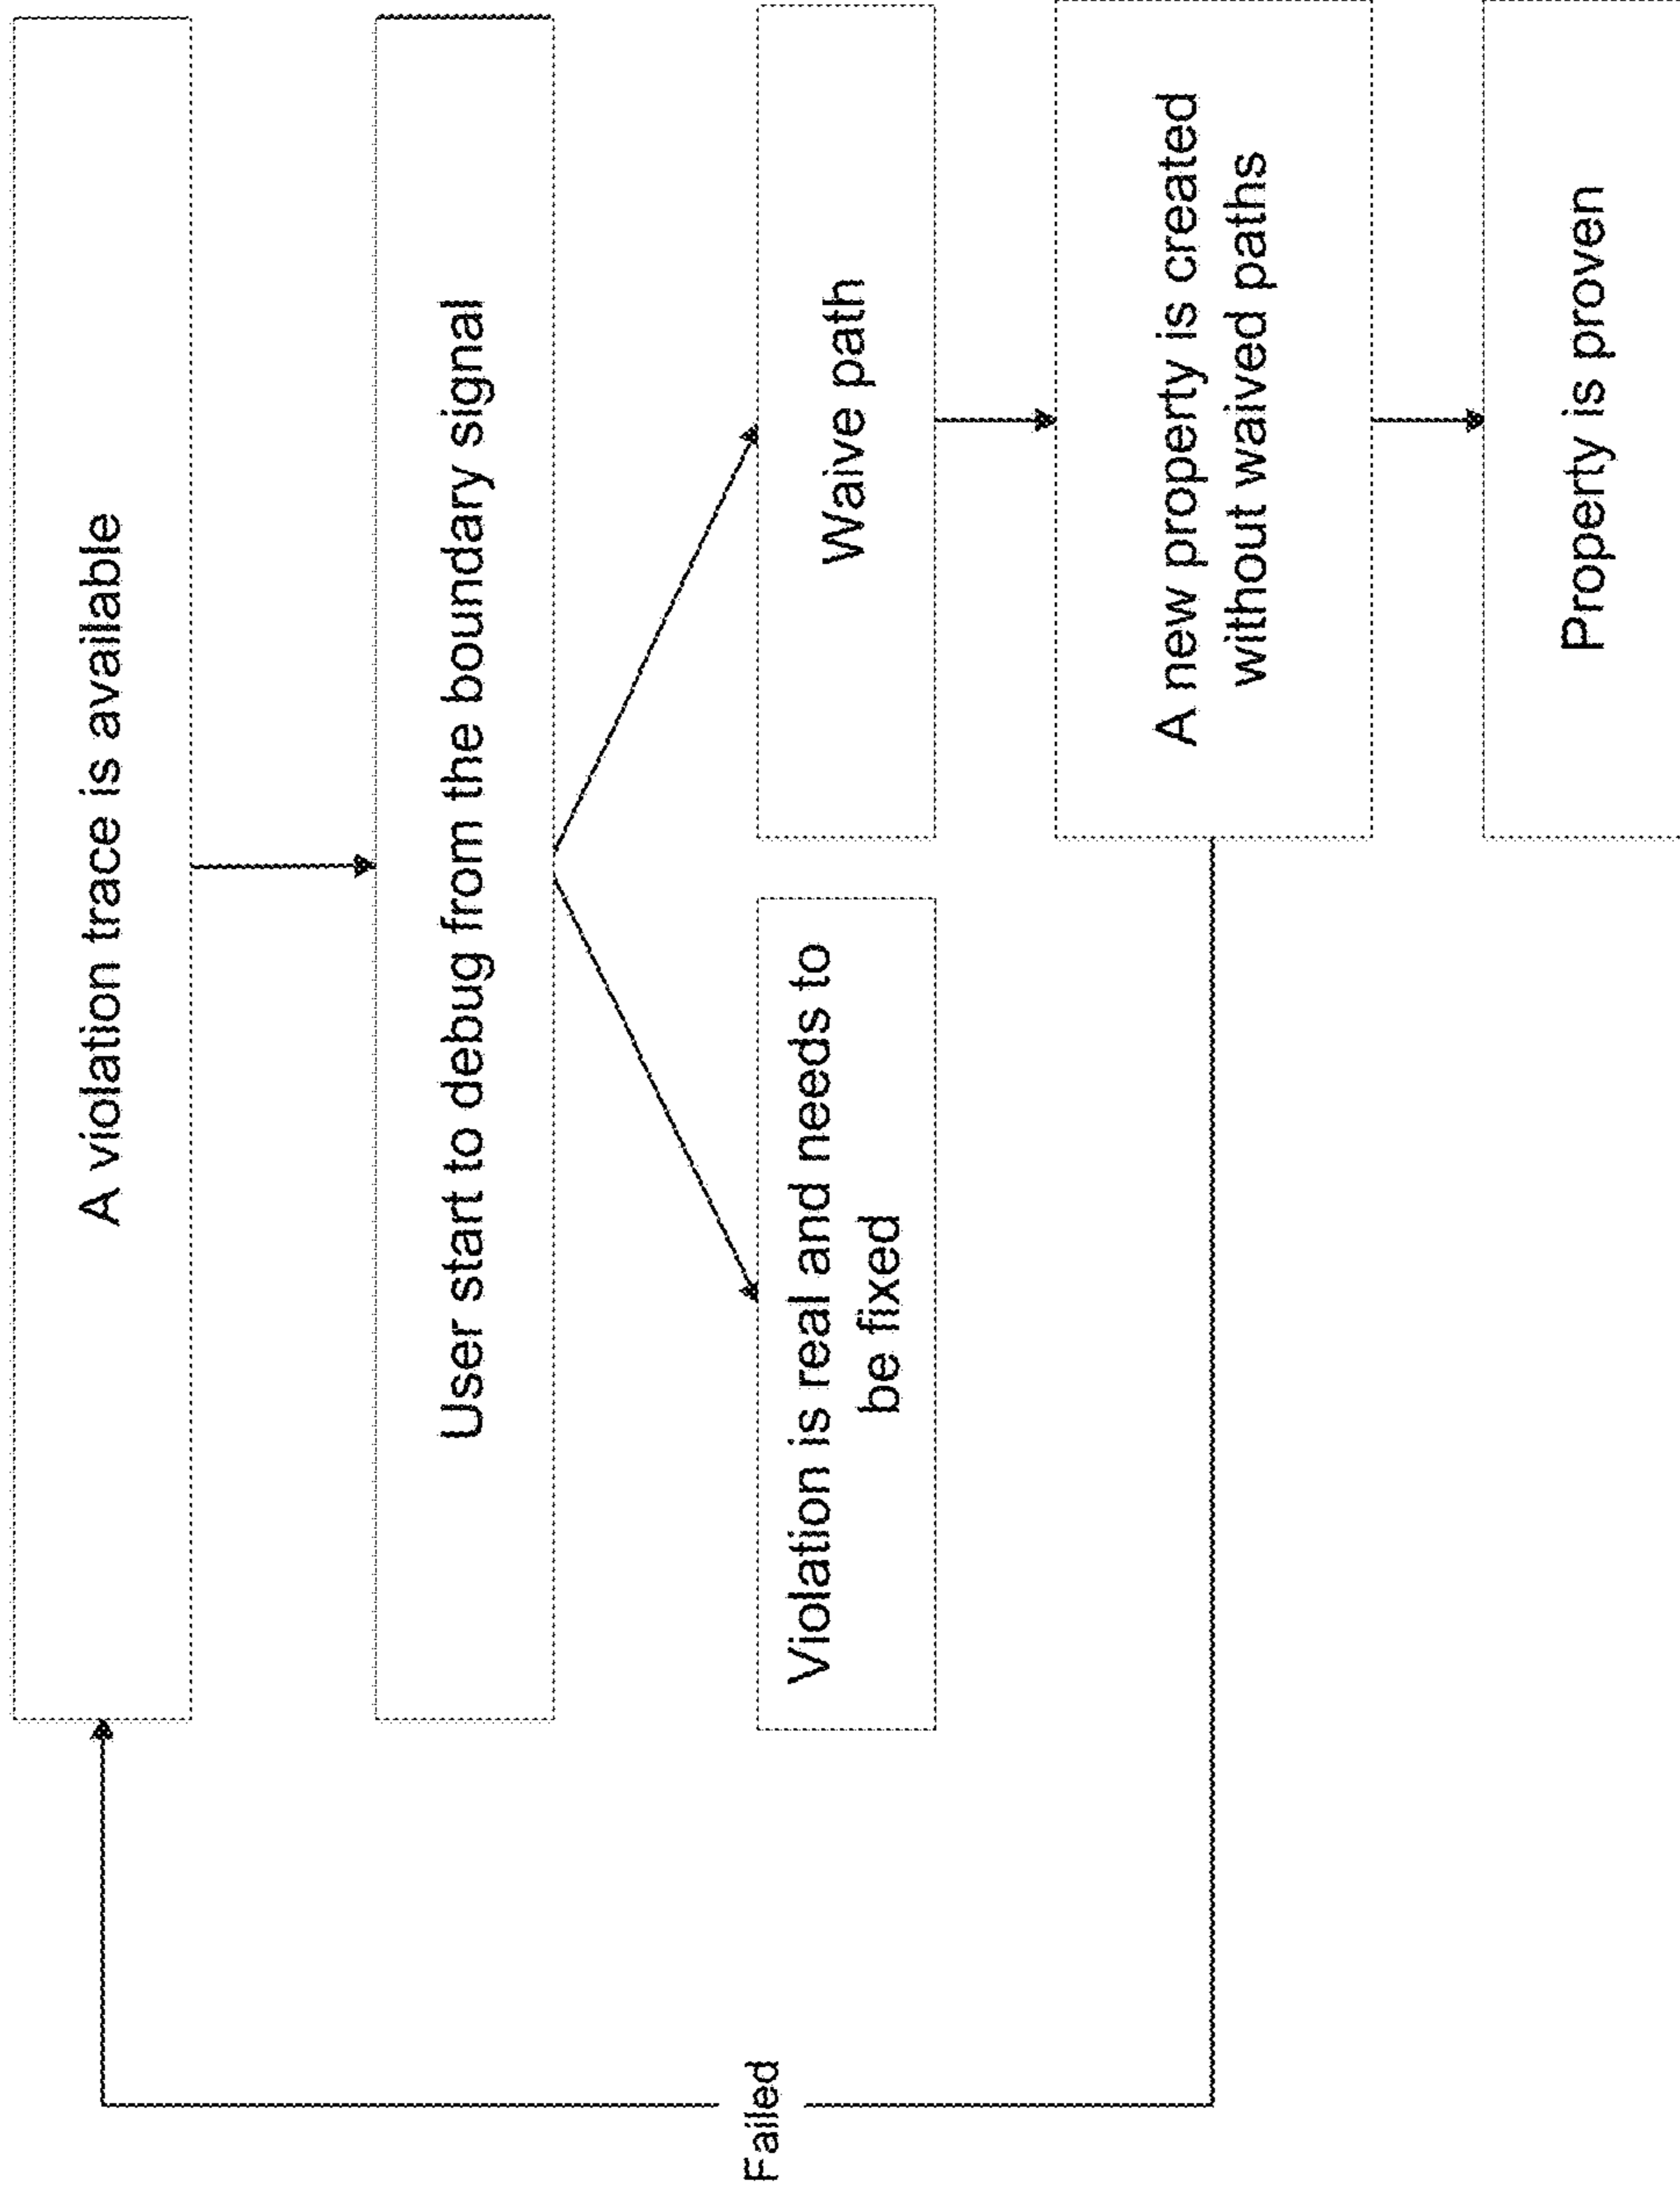 A violation trace is available
User start to debug from the boundary signal
Violation is real and needs to
be fixed
Waive path
A new property is created
without waived paths
Property is proven
Failed